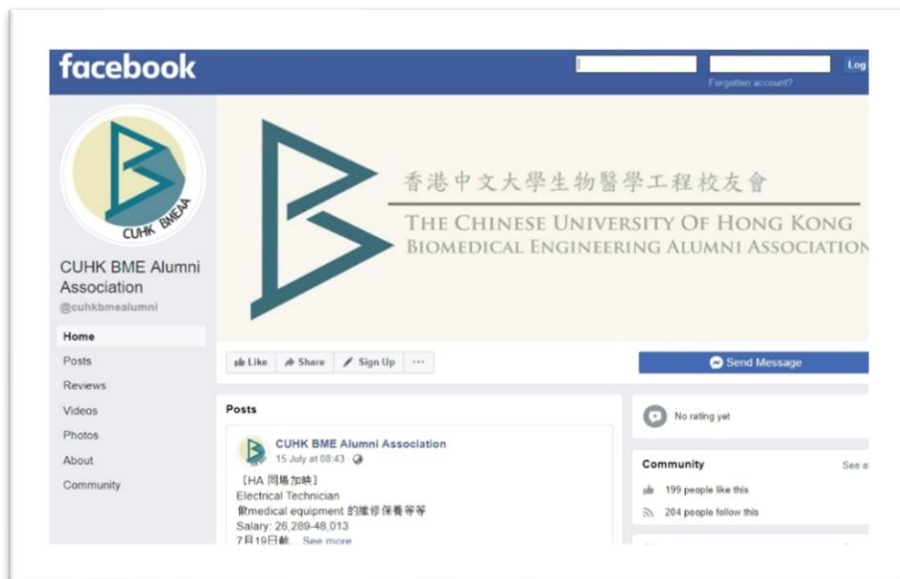 facebook
Log
Forgotten account?
CUHK BMEAA
香港中文大學生物醫學工程校友會
THE CHINESE UNIVERSITY OF HONG KONG
BIOMEDICAL ENGINEERING ALUMNI ASSOCIATION
CUHK BME Alumni
Association
@cuhkbmealumni
Home
Posts
Reviews
Videos
Photos
About
Community
Like Share Sign Up ...
Send Message
Posts
CUHK BME Alumni Association
15 July at 08:43
〔HA 同場加映〕
Electrical Technician
做medical equipment 的維修保養等等
Salary: 26,289-48,013
7月19日截... See more
No rating yet
Community
See a
199 people like this
204 people follow this